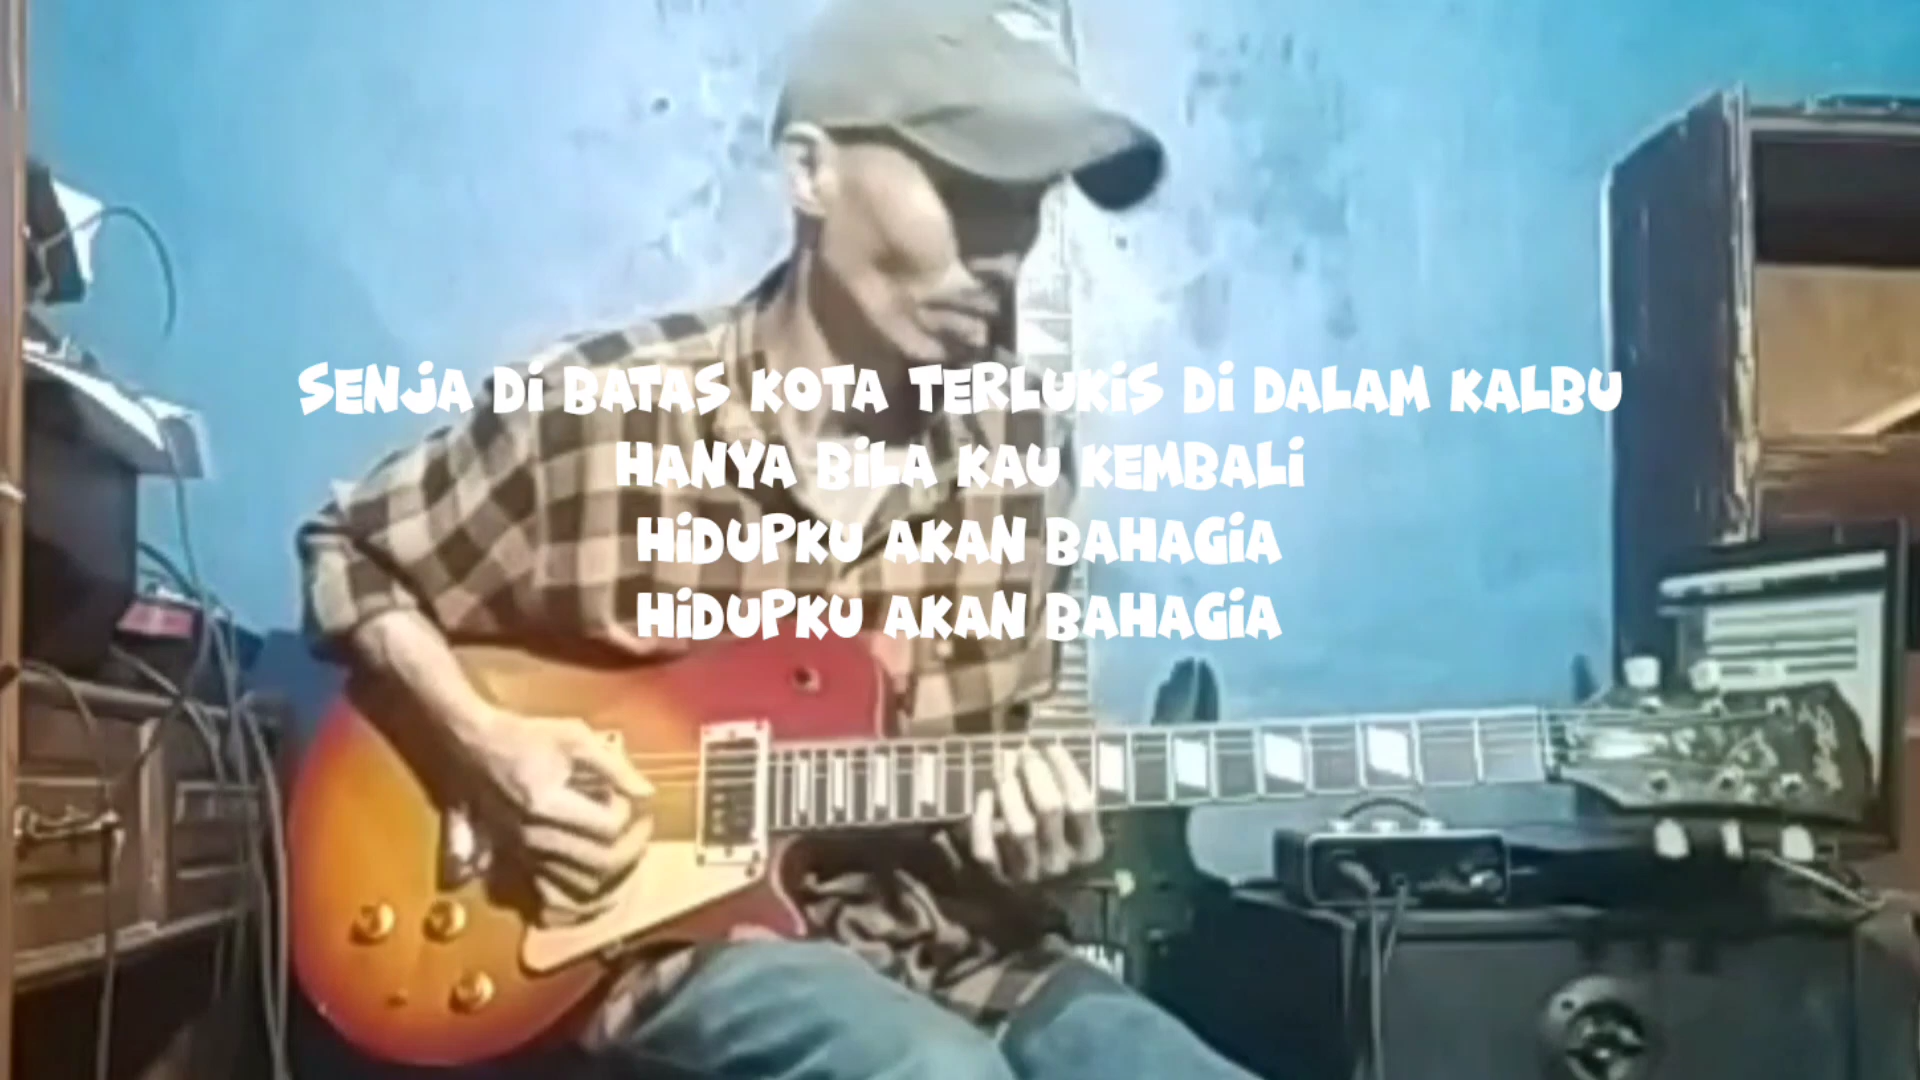 SENJA DI BATAS KOTA TERLUKIS DI DALAM KALBU
HANYA BILA KAU KEMBALI
HIDUPKU AKAN BAHAGIA
HIDUPKU AKAN BAHAGIA